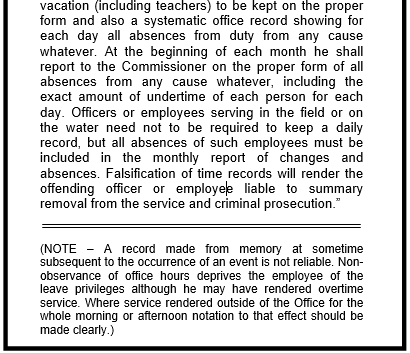 vacation (including teachers) to be kept on the proper
form and also a systematic office record showing for
each day all absences from duty from any cause
whatever. At the beginning of each month he shall
report to the Commissioner on the proper form of all
absences from any cause whatever, including the
exact amount of undertime of each person for each
day. Officers or employees serving in the field or on
the water need not to be required to keep a daily
record, but all absences of such employees must be
included in the monthly report of changes and
absences. Falsification of time records will render the
offending officer or employee liable to summary
removal from the service and criminal prosecution.”
(NOTE – A record made from memory at sometime
subsequent to the occurrence of an event is not reliable. Non-
observance of office hours deprives the employee of the
leave privileges although he may have rendered overtime
service. Where service rendered outside of the Office for the
whole morning or afternoon notation to that effect should be
made clearly.)